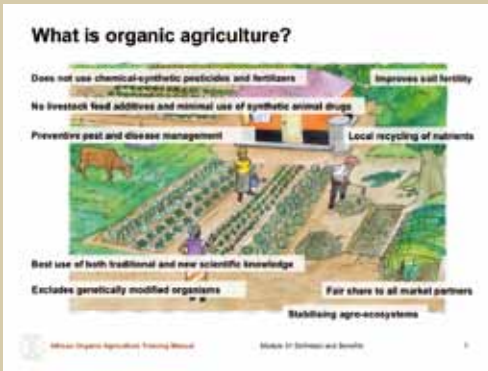 What is organic agriculture?
Does not use chemical-synthetic pesticides and fertilizers
Improves soil fertility
No livestock feed additives and minimal use of synthetic animal drugs
Preventive pest and disease management
Local recycling of nutrients
Best use of both traditional and new scientific knowledge
Excludes genetically modified organisms
Fair share to all market partners
Stabilising agro-ecosystems
African Organic Agriculture Training Manual
Module 01 Definition and Benefits